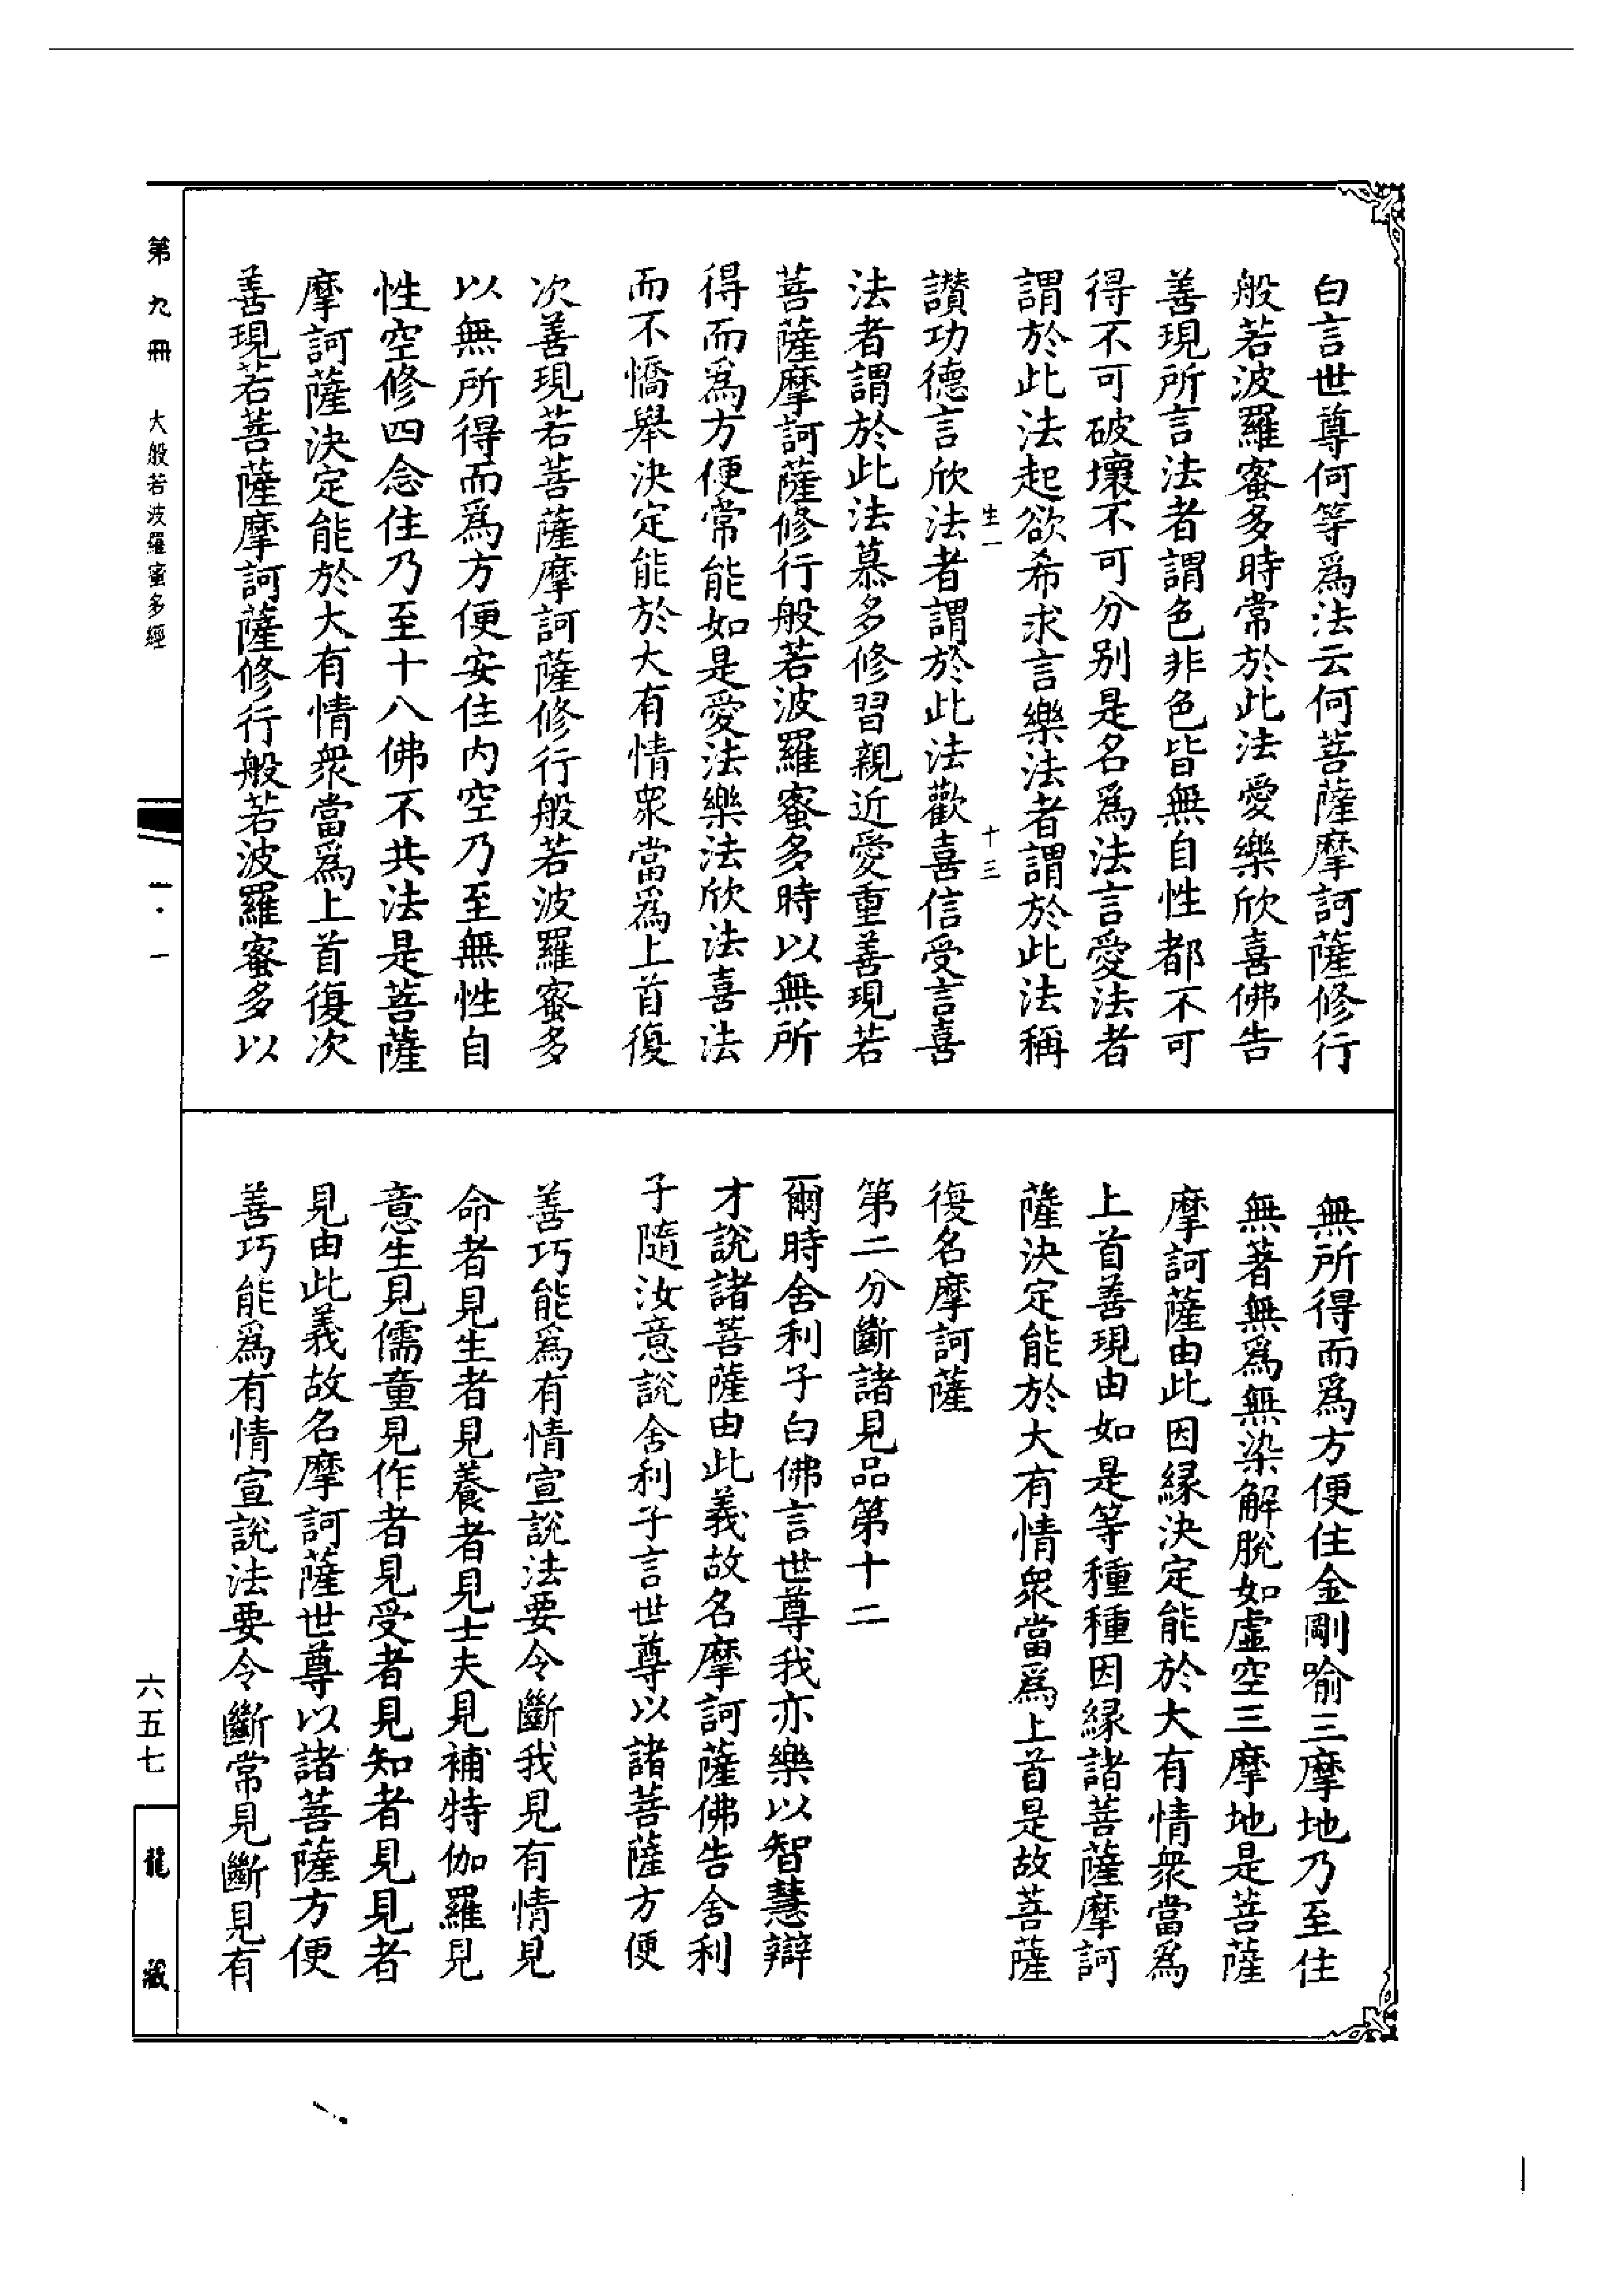 白言世尊何等為法云何菩薩摩訶薩修行
般若波羅蜜多時常於此法愛樂欣喜佛告
善現所言法者謂色非色皆無自性都不可
得不可破壞不可分別是名為法言愛法者
謂於此法起欲希求言樂法者謂於此法稱
生一　十三
讚功德言欣法者謂於此法歡喜信受言喜
法者謂於此法慕多修習親近愛重善現若
菩薩摩訶薩修行般若波羅蜜多時以無所
得而為方便常能如是愛法樂法欣法喜法
而不憍舉決定能於大有情眾當為上首復
次善現若菩薩摩訶薩修行般若波羅蜜多
以無所得而為方便安住內空乃至無性自
性空修四念住乃至十八佛不共法是菩薩
摩訶薩決定能於大有情眾當為上首復次
善現若菩薩摩訶薩修行般若波羅蜜多以
無所得而為方便住金剛喻三摩地乃至住
無著無為無染解脫如虛空三摩地是菩薩
摩訶薩由此因緣決定能於大有情眾當為
上首善現由如是等種種因緣諸菩薩摩訶
薩決定能於大有情眾當為上首是故菩薩
復名摩訶薩
第二分斷諸見品第十二
爾時舍利子白佛言世尊我亦樂以智慧辯
才說諸菩薩由此義故名摩訶薩佛告舍利
子隨汝意說舍利子言世尊以諸菩薩方便
善巧能為有情宣說法要令斷我見有情見
命者見生者見養者見士夫見補特伽羅見
意生見儒童見作者見受者見知者見見者
見由此義故名摩訶薩世尊以諸菩薩方便
善巧能為有情宣說法要令斷常見斷見有
第九冊　大般若波羅蜜多經
一·一
六五七
龍藏